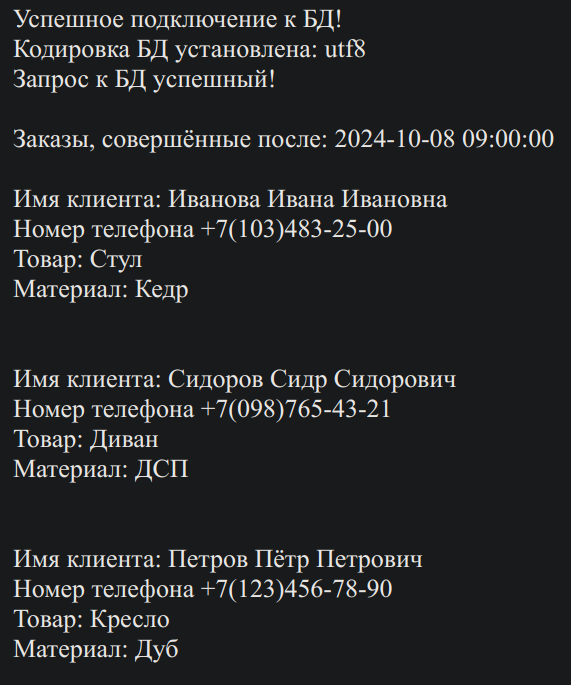 Успешное подключение к БД!
Кодировка БД установлена: utf8
Запрос к БД успешный!
Заказы, совершённые после: 2024-10-08 09:00:00
Имя клиента: Иванова Ивана Ивановна
Номер телефона +7(103)483-25-00
Товар: Стул
Материал: Кедр
Имя клиента: Сидоров Сидр Сидорович
Номер телефона +7(098)765-43-21
Товар: Диван
Материал: ДСП
Имя клиента: Петров Пётр Петрович
Номер телефона +7(123)456-78-90
Товар: Кресло
Материал: Дуб